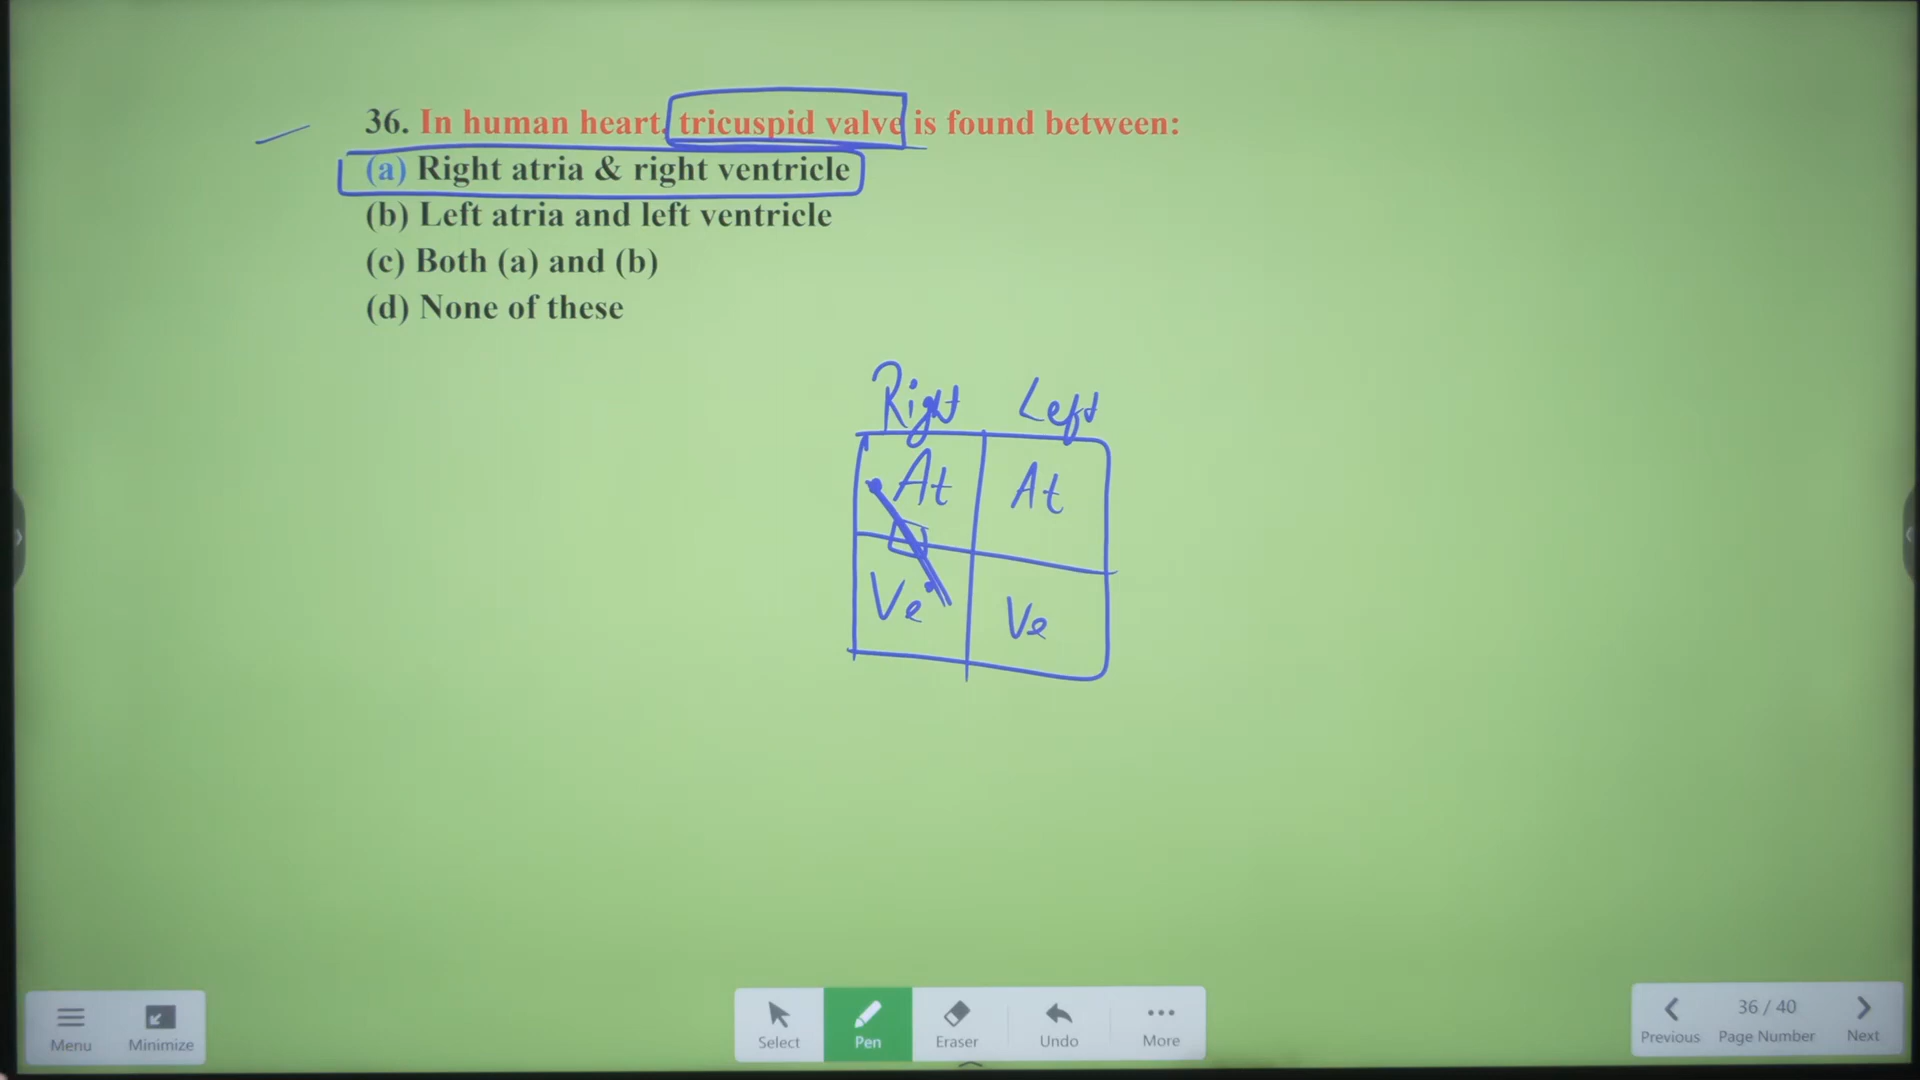 36. In human heart, tricuspid valve is found between:
(a) Right atria & right ventricle
(b) Left atria and left ventricle
(c) Both (a) and (b)
(d) None of these
Right Left
At At
Ve Ve
Menu Minimize
Select Pen Eraser Undo More
Previous 36 / 40 Page Number Next